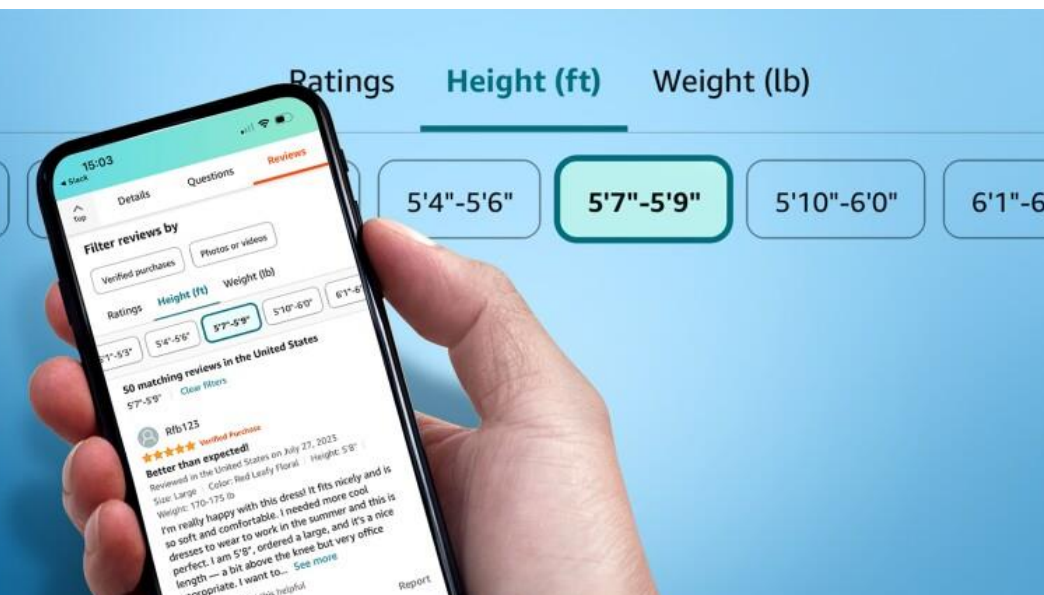 Ratings Height (ft) Weight (lb)
5'4"-5'6" 5'7"-5'9" 5'10"-6'0" 6'1"-6
15:03
Slack
Top Details Questions Reviews
Filter reviews by
Verified purchases Photos or videos
Ratings Height (ft) Weight (lb)
5'1"-5'3" 5'4"-5'6" 5'7"-5'9" 5'10"-6'0" 6'1"-6'
50 matching reviews in the United States
5'7"-5'9" Clear filters
Rfb123
Verified Purchase
Better than expected!
Reviewed in the United States on July 27, 2023
Size: Large Color: Red Leafy Floral Height: 5'8"
Weight: 170-175 lb
I'm really happy with this dress! It fits nicely and is
so soft and comfortable. I needed more cool
dresses to wear to work in the summer and this is
perfect. I am 5'8", ordered a large, and it's a nice
length — a bit above the knee but very office
appropriate. I want to... See more
this helpful Report